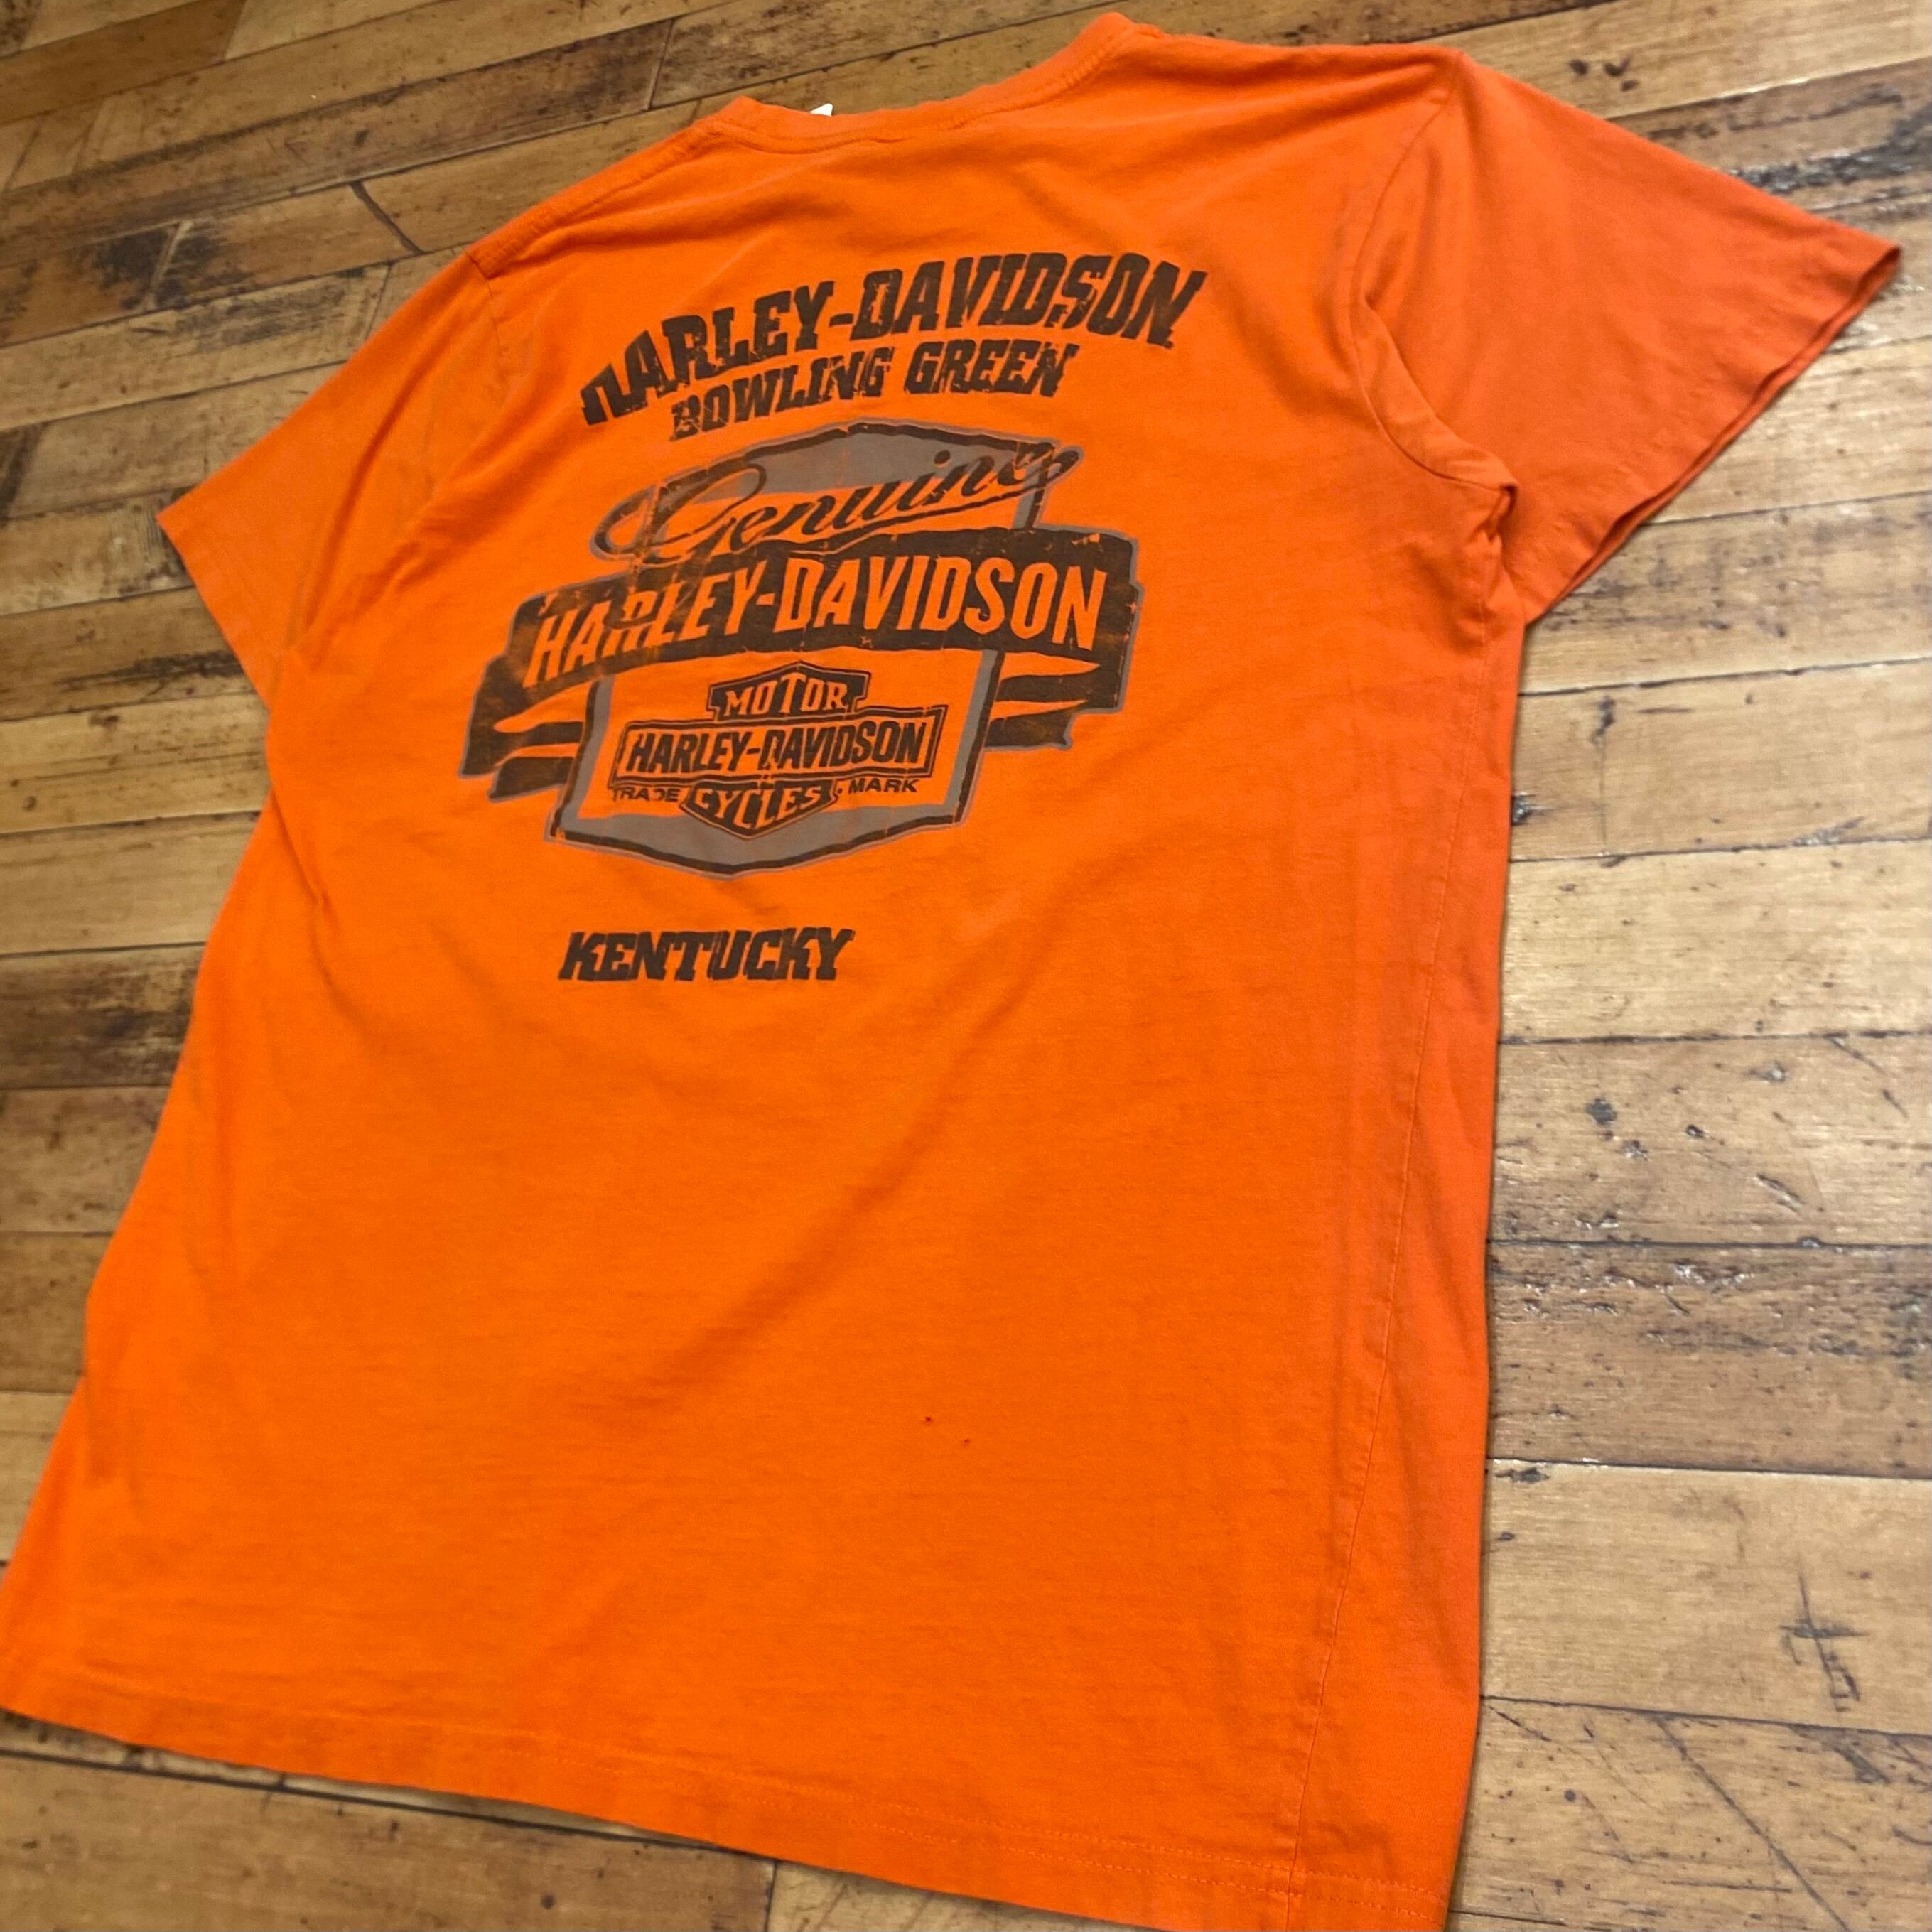 HARLEY-DAVIDSON
BOWLING GREEN
Genuine
HARLEY-DAVIDSON
MOTOR
HARLEY-DAVIDSON
TRADE CYCLES MARK
KENTUCKY